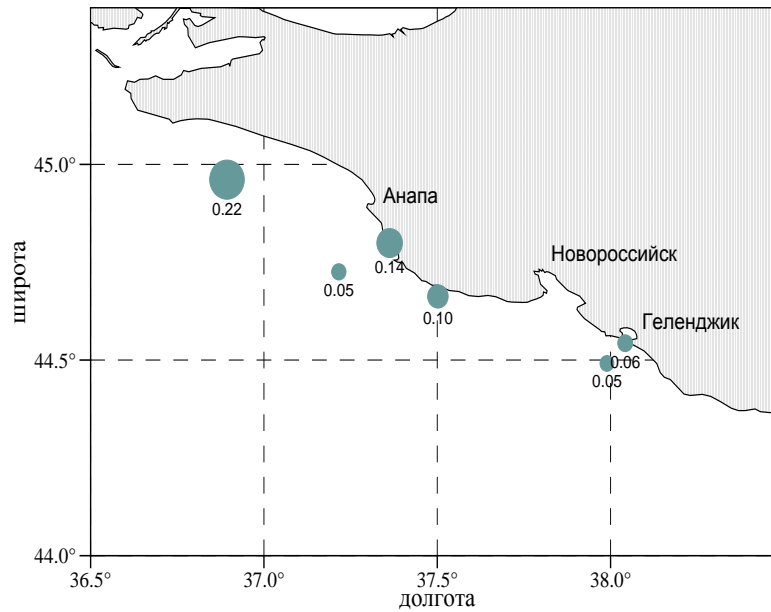 45.0°
Анапа
0.22
Новороссийск
0.14
0.05
0.10
Геленджик
44.5°
0.06
0.05
широта
44.0°
36.5°
37.0°
37.5°
38.0°
долгота